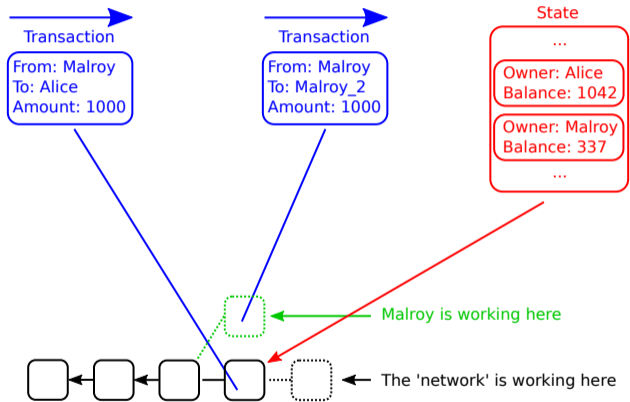 Transaction
From: Malroy
To: Alice
Amount: 1000
Transaction
From: Malroy
To: Malroy_2
Amount: 1000
State
...
Owner: Alice
Balance: 1042
Owner: Malroy
Balance: 337
...
Malroy is working here
The 'network' is working here